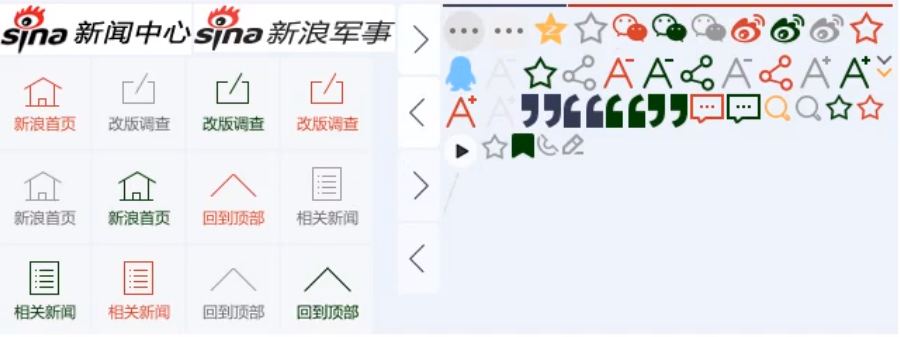 sina 新闻中心 sina 新浪军事
新浪首页 改版调查 改版调查 改版调查
新浪首页 新浪首页 回到顶部 相关新闻
相关新闻 相关新闻 回到顶部 回到顶部
A- A- A- A+ A+
A+ A+